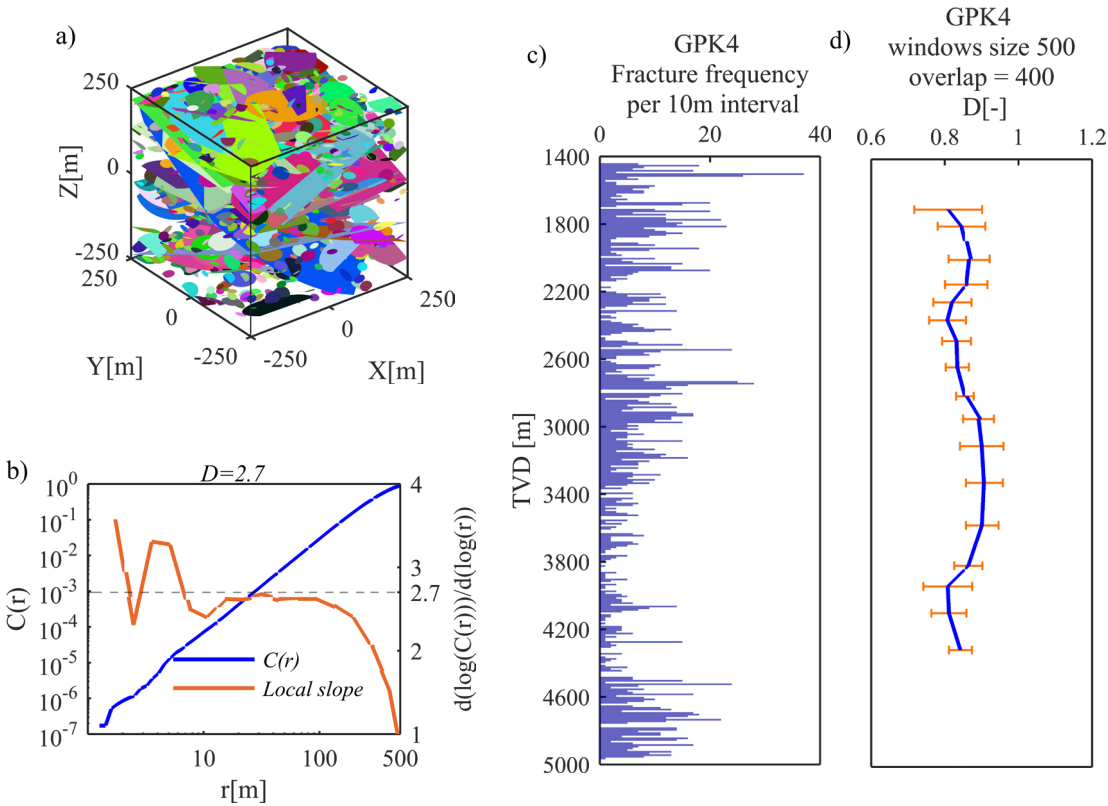 a)
250
0
-250
Z[m]
250
0
-250
Y[m]
-250
0
250
X[m]
b)
D=2.7
10^0
10^-1
10^-2
10^-3
10^-4
10^-5
10^-6
10^-7
C(r)
4
3
2.7
2
1
d(log(C(r)))/d(log(r))
C(r)
Local slope
10
100
500
r[m]
c)
GPK4
Fracture frequency
per 10m interval
0
20
40
1400
1800
2200
2600
3000
3400
3800
4200
4600
5000
TVD [m]
d)
GPK4
windows size 500
overlap = 400
D[-]
0.6
0.8
1
1.2